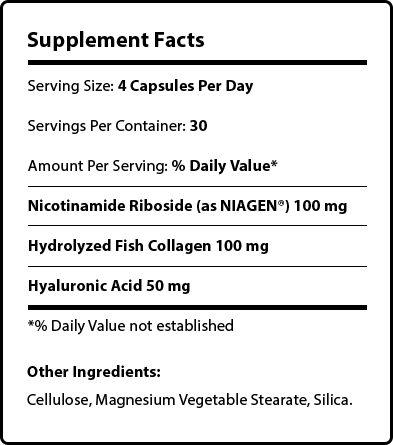 Supplement Facts
Serving Size: 4 Capsules Per Day
Servings Per Container: 30
Amount Per Serving: % Daily Value*
Nicotinamide Riboside (as NIAGEN®) 100 mg
Hydrolyzed Fish Collagen 100 mg
Hyaluronic Acid 50 mg
*% Daily Value not established
Other Ingredients:
Cellulose, Magnesium Vegetable Stearate, Silica.